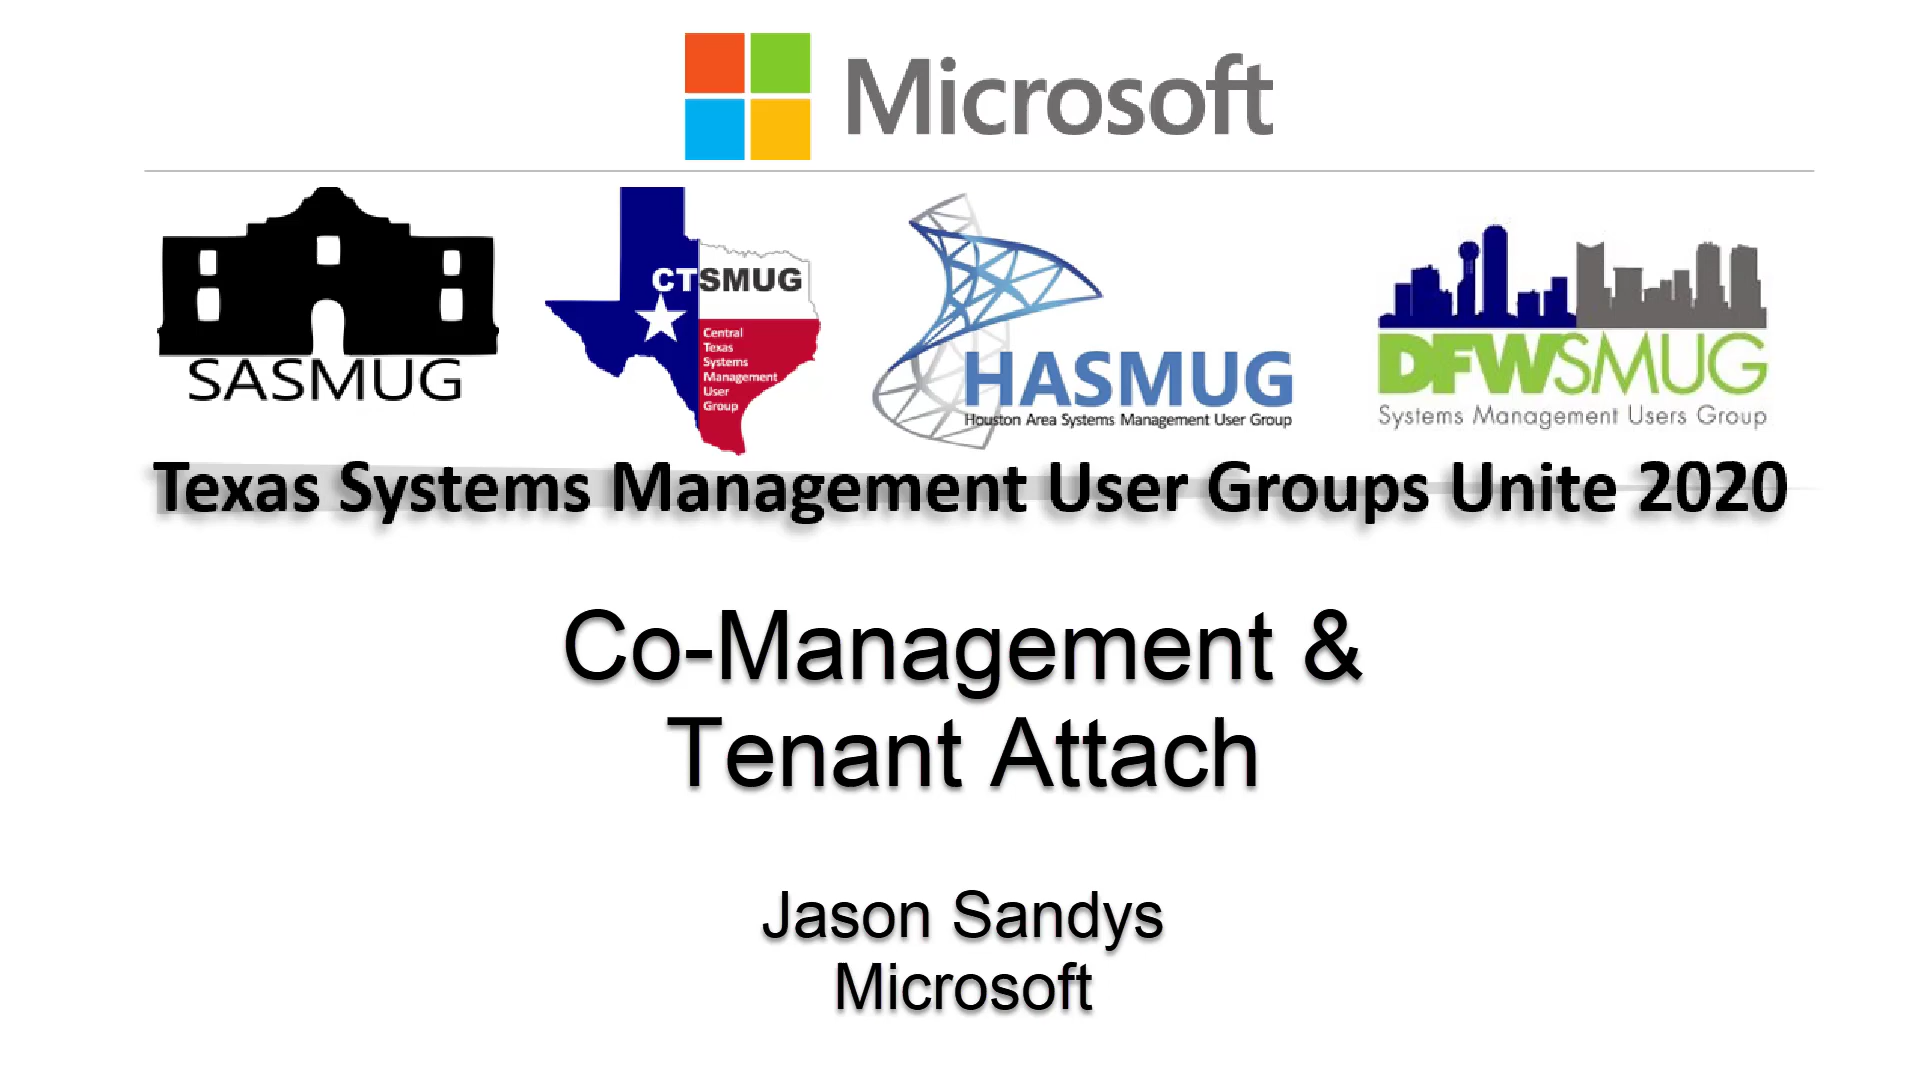 Microsoft
SASMUG
CTSMUG
Central
Texas
Systems
Management
User
Group
HASMUG
Houston Area Systems Management User Group
DFWSMUG
Systems Management Users Group
Texas Systems Management User Groups Unite 2020
Co-Management &
Tenant Attach
Jason Sandys
Microsoft